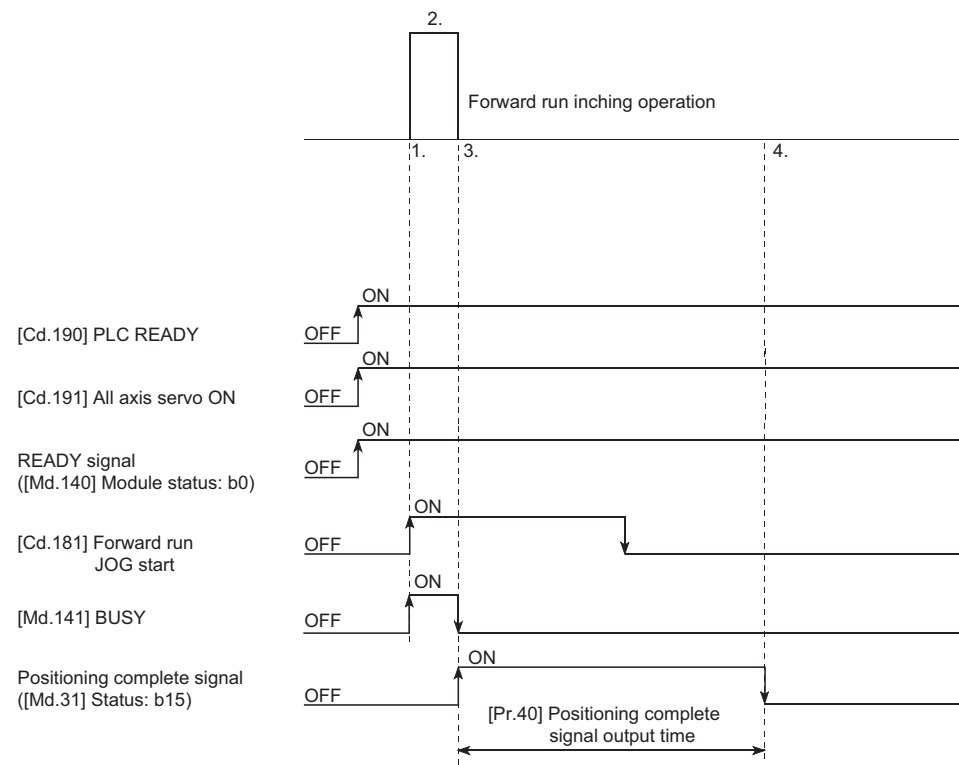 2.
Forward run inching operation
1.
3.
4.
ON
[Cd.190] PLC READY
OFF
ON
[Cd.191] All axis servo ON
OFF
ON
READY signal
([Md.140] Module status: b0)
OFF
ON
[Cd.181] Forward run
JOG start
OFF
ON
[Md.141] BUSY
OFF
ON
Positioning complete signal
([Md.31] Status: b15)
OFF
[Pr.40] Positioning complete
signal output time